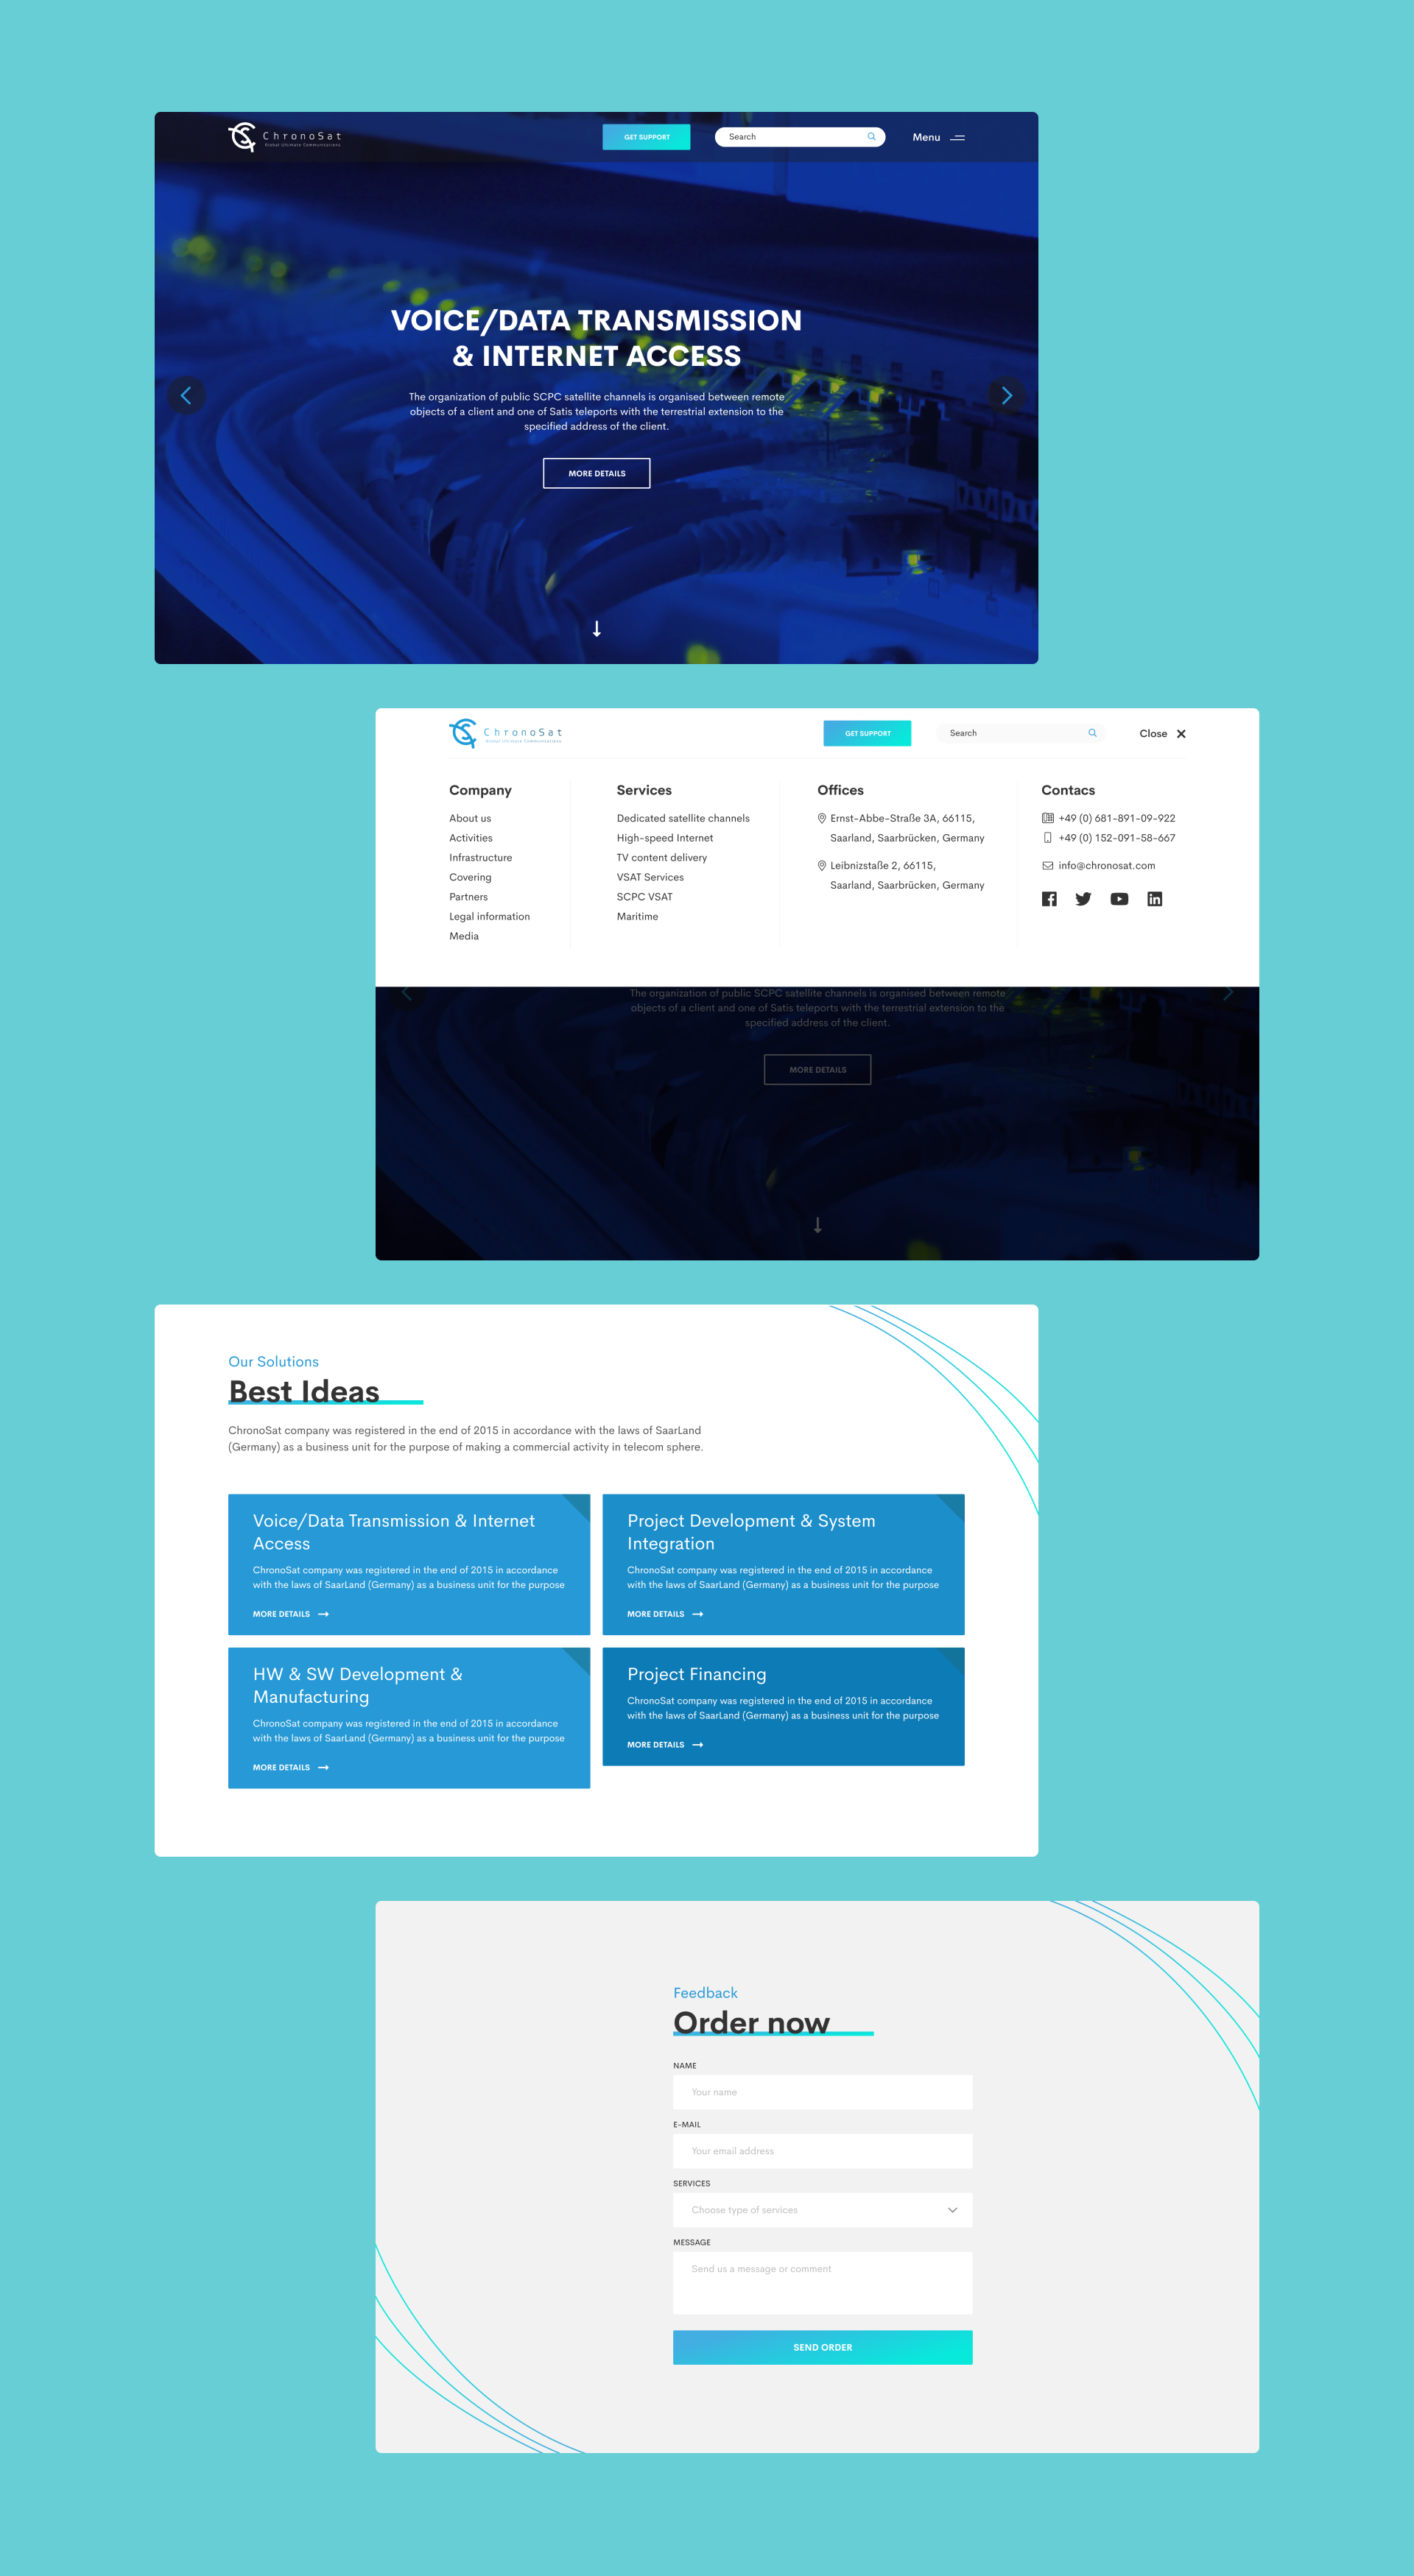 ChronoSat
Global Ultimate Communications
GET SUPPORT
Search
Menu
VOICE/DATA TRANSMISSION
& INTERNET ACCESS
The organization of public SCPC satellite channels is organised between remote
objects of a client and one of Satis teleports with the terrestrial extension to the
specified address of the client.
MORE DETAILS
ChronoSat
Global Ultimate Communications
GET SUPPORT
Search
Close
Company
About us
Activities
Infrastructure
Covering
Partners
Legal information
Media
Services
Dedicated satellite channels
High-speed Internet
TV content delivery
VSAT Services
SCPC VSAT
Maritime
Offices
Ernst-Abbe-Straße 3A, 66115,
Saarland, Saarbrücken, Germany
Leibnizstaße 2, 66115,
Saarland, Saarbrücken, Germany
Contacs
+49 (0) 681-891-09-922
+49 (0) 152-091-58-667
info@chronosat.com
The organization of public SCPC satellite channels is organised between remote
objects of a client and one of Satis teleports with the terrestrial extension to the
specified address of the client.
MORE DETAILS
Our Solutions
Best Ideas
ChronoSat company was registered in the end of 2015 in accordance with the laws of SaarLand
(Germany) as a business unit for the purpose of making a commercial activity in telecom sphere.
Voice/Data Transmission & Internet
Access
ChronoSat company was registered in the end of 2015 in accordance
with the laws of SaarLand (Germany) as a business unit for the purpose
MORE DETAILS
Project Development & System
Integration
ChronoSat company was registered in the end of 2015 in accordance
with the laws of SaarLand (Germany) as a business unit for the purpose
MORE DETAILS
HW & SW Development &
Manufacturing
ChronoSat company was registered in the end of 2015 in accordance
with the laws of SaarLand (Germany) as a business unit for the purpose
MORE DETAILS
Project Financing
ChronoSat company was registered in the end of 2015 in accordance
with the laws of SaarLand (Germany) as a business unit for the purpose
MORE DETAILS
Feedback
Order now
NAME
Your name
E-MAIL
Your email address
SERVICES
Choose type of services
MESSAGE
Send us a message or comment
SEND ORDER